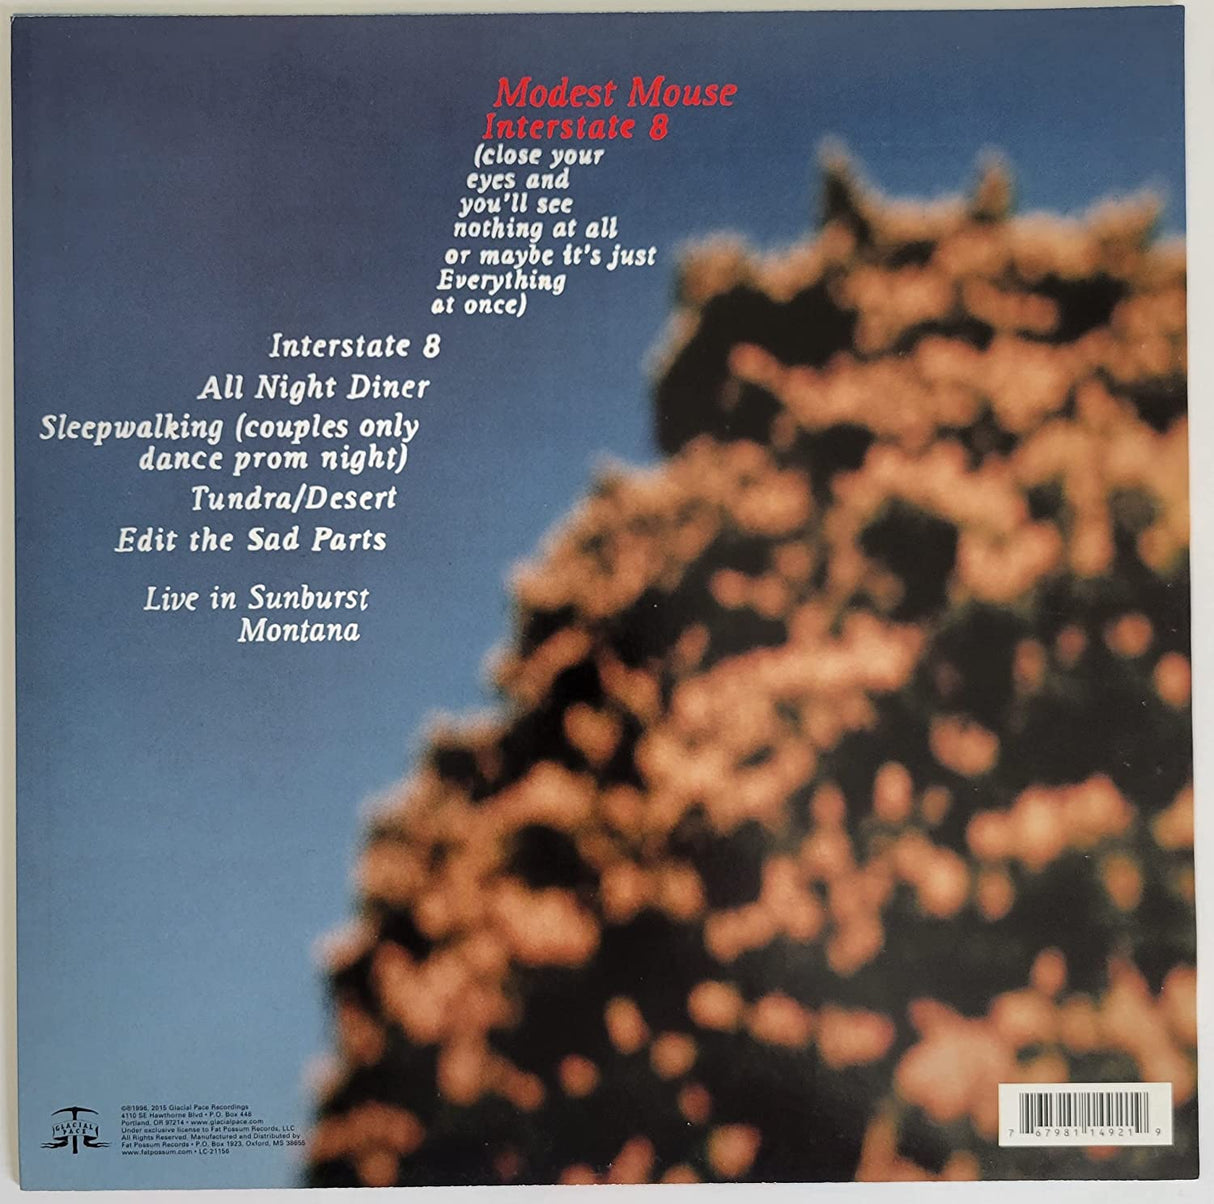 Modest Mouse
Interstate 8
(close your
eyes and
you'll see
nothing at all
or maybe it's just
Everything
at once)
Interstate 8
All Night Diner
Sleepwalking (couples only
dance prom night)
Tundra/Desert
Edit the Sad Parts
Live in Sunburst
Montana
GLACIAL
PACE
©℗1996, 2015 Glacial Pace Recordings
4110 SE Hawthorne Blvd • P.O. Box 448
Portland, OR 97214 • www.glacialpace.com
Under exclusive license to Fat Possum Records, LLC
All Rights Reserved. Manufactured and Distributed by
Fat Possum Records • P.O. Box 1923, Oxford, MS 38655
www.fatpossum.com • LC-21156
7 67981 14921 9